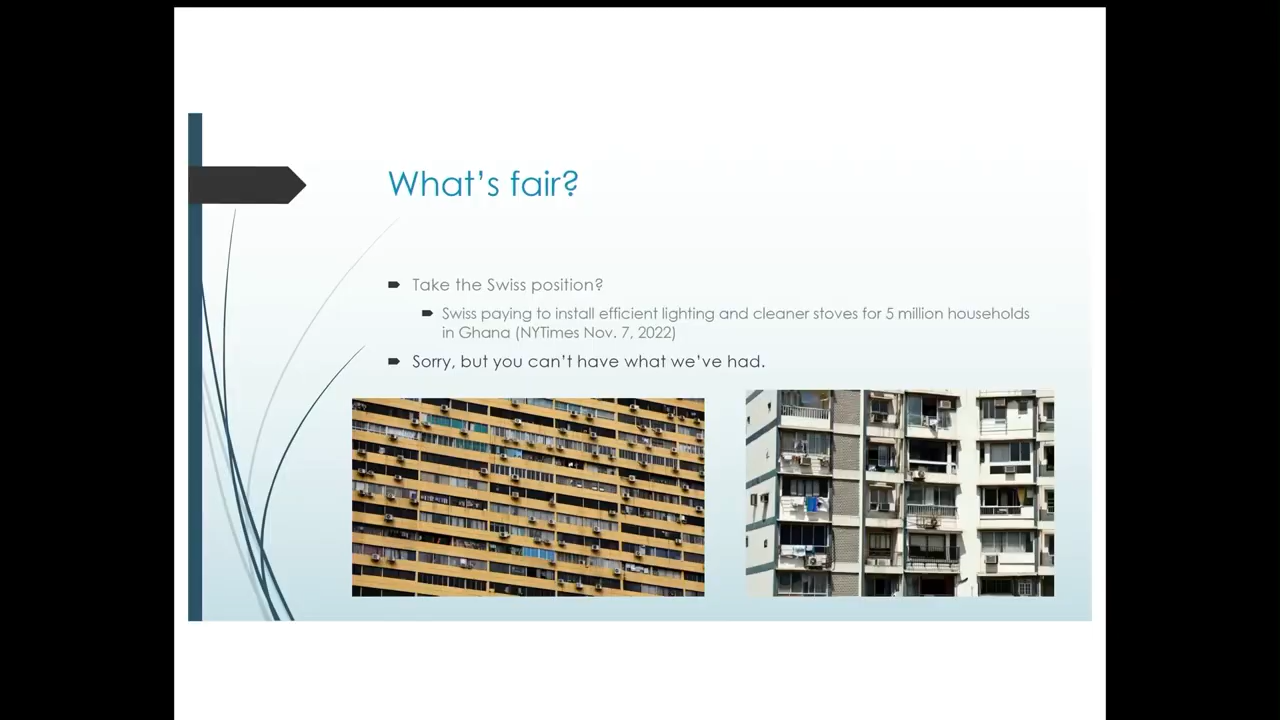 What’s fair?
Take the Swiss position?
Swiss paying to install efficient lighting and cleaner stoves for 5 million households
in Ghana (NYTimes Nov. 7, 2022)
Sorry, but you can’t have what we’ve had.